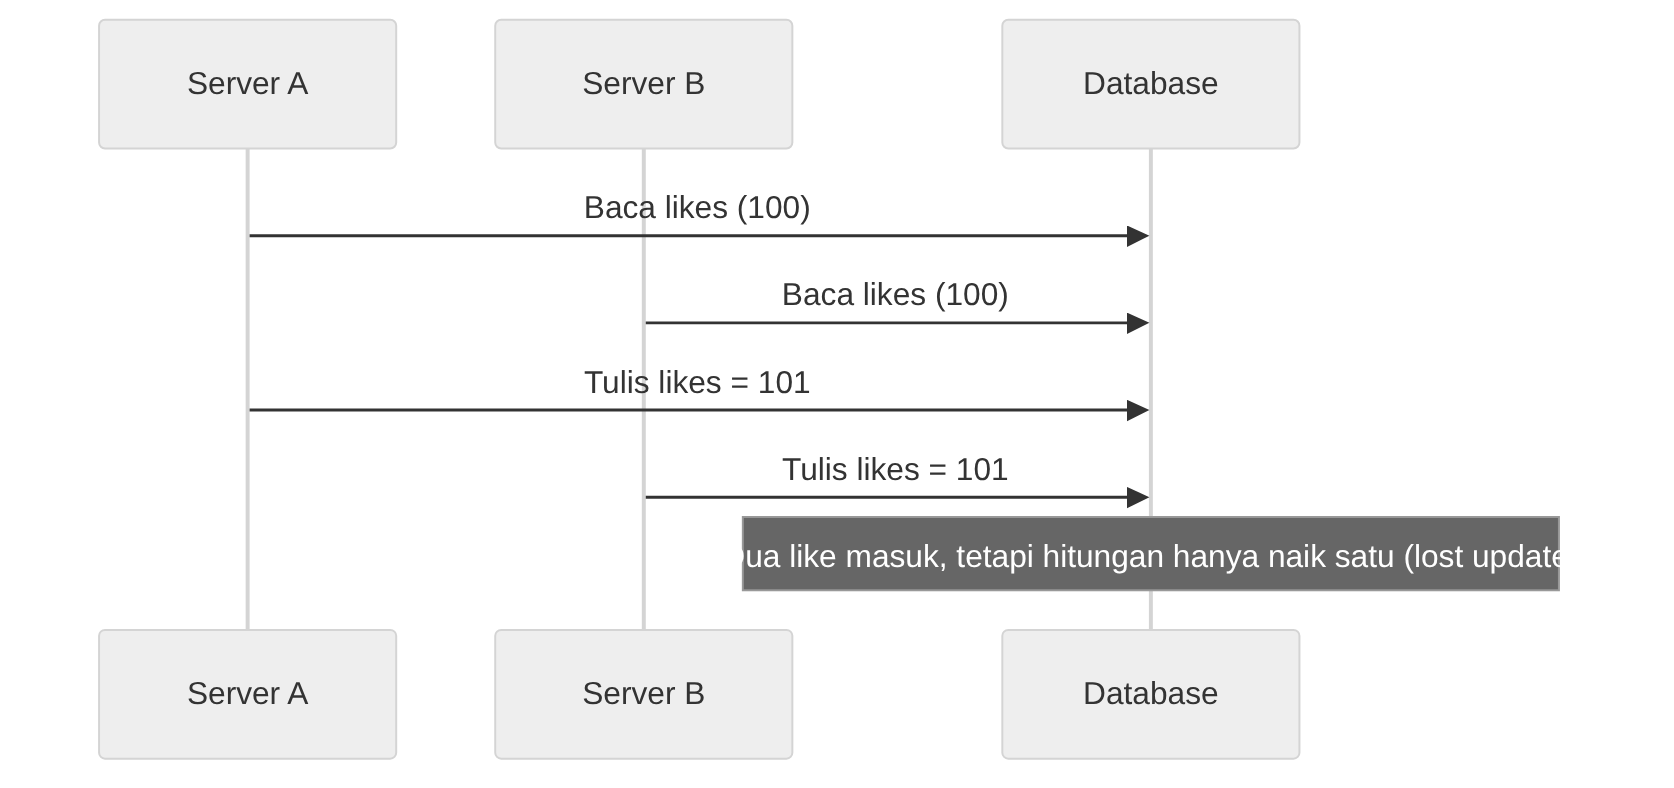 Server A
Server B
Database
Baca likes (100)
Baca likes (100)
Tulis likes = 101
Tulis likes = 101
like masuk, tetapi hitungan hanya naik satu (lost update
Server A
Server B
Database